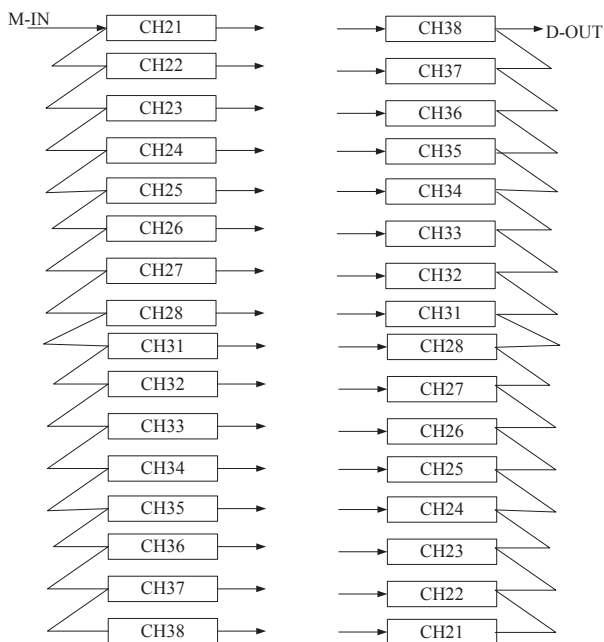 M-IN
CH21
CH22
CH23
CH24
CH25
CH26
CH27
CH28
CH31
CH32
CH33
CH34
CH35
CH36
CH37
CH38
CH38
D-OUT
CH37
CH36
CH35
CH34
CH33
CH32
CH31
CH28
CH27
CH26
CH25
CH24
CH23
CH22
CH21